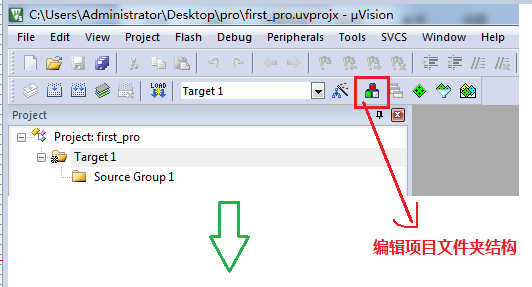 C:\Users\Administrator\Desktop\pro\first_pro.uvprojx - µVision
File Edit View Project Flash Debug Peripherals Tools SVCS Window Help
LOAD Target 1
Project
Project: first_pro
Target 1
Source Group 1
编辑项目文件夹结构